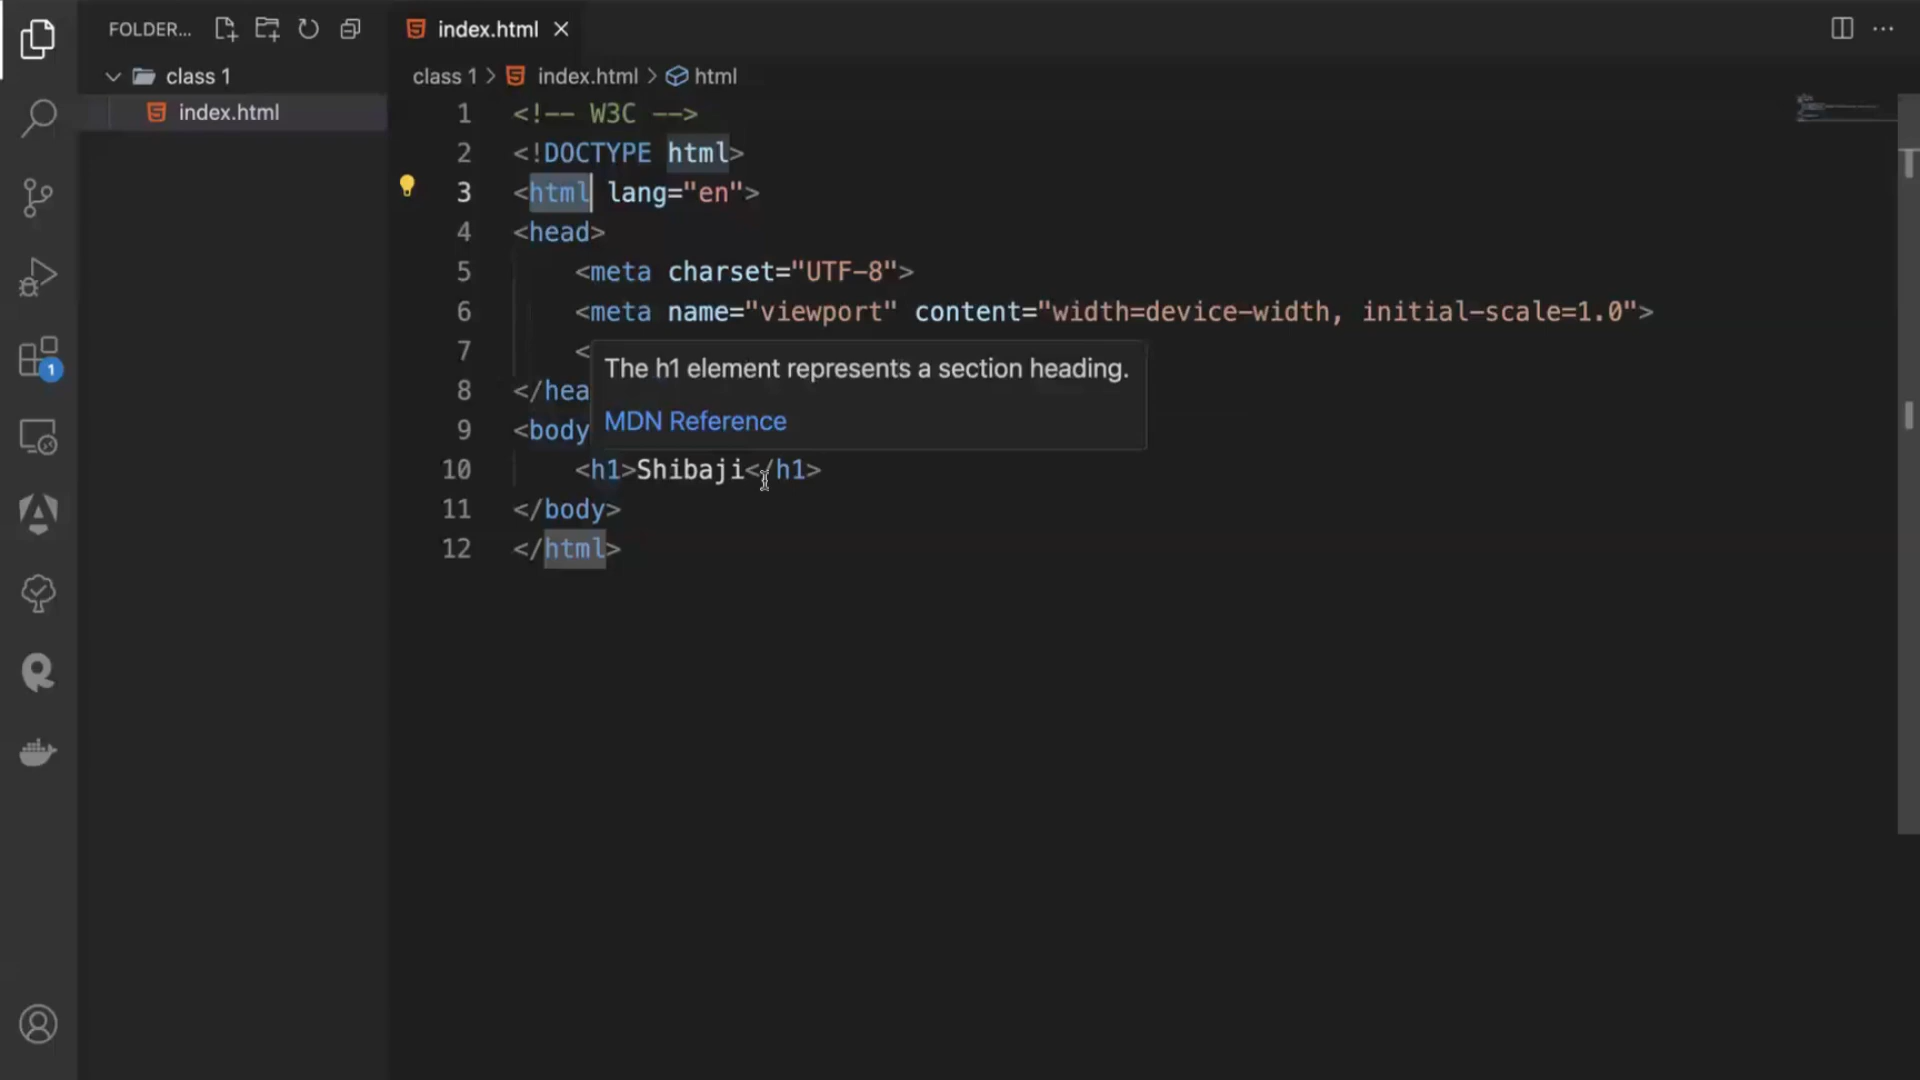 FOLDER...
class 1
index.html
index.html
class 1 > index.html > html
1 <!-- W3C -->
2 <!DOCTYPE html>
3 <html lang="en">
4 <head>
5 <meta charset="UTF-8">
6 <meta name="viewport" content="width=device-width, initial-scale=1.0">
7 <
The h1 element represents a section heading.
8 </hea
MDN Reference
9 <body
10 <h1>Shibaji</h1>
11 </body>
12 </html>
1